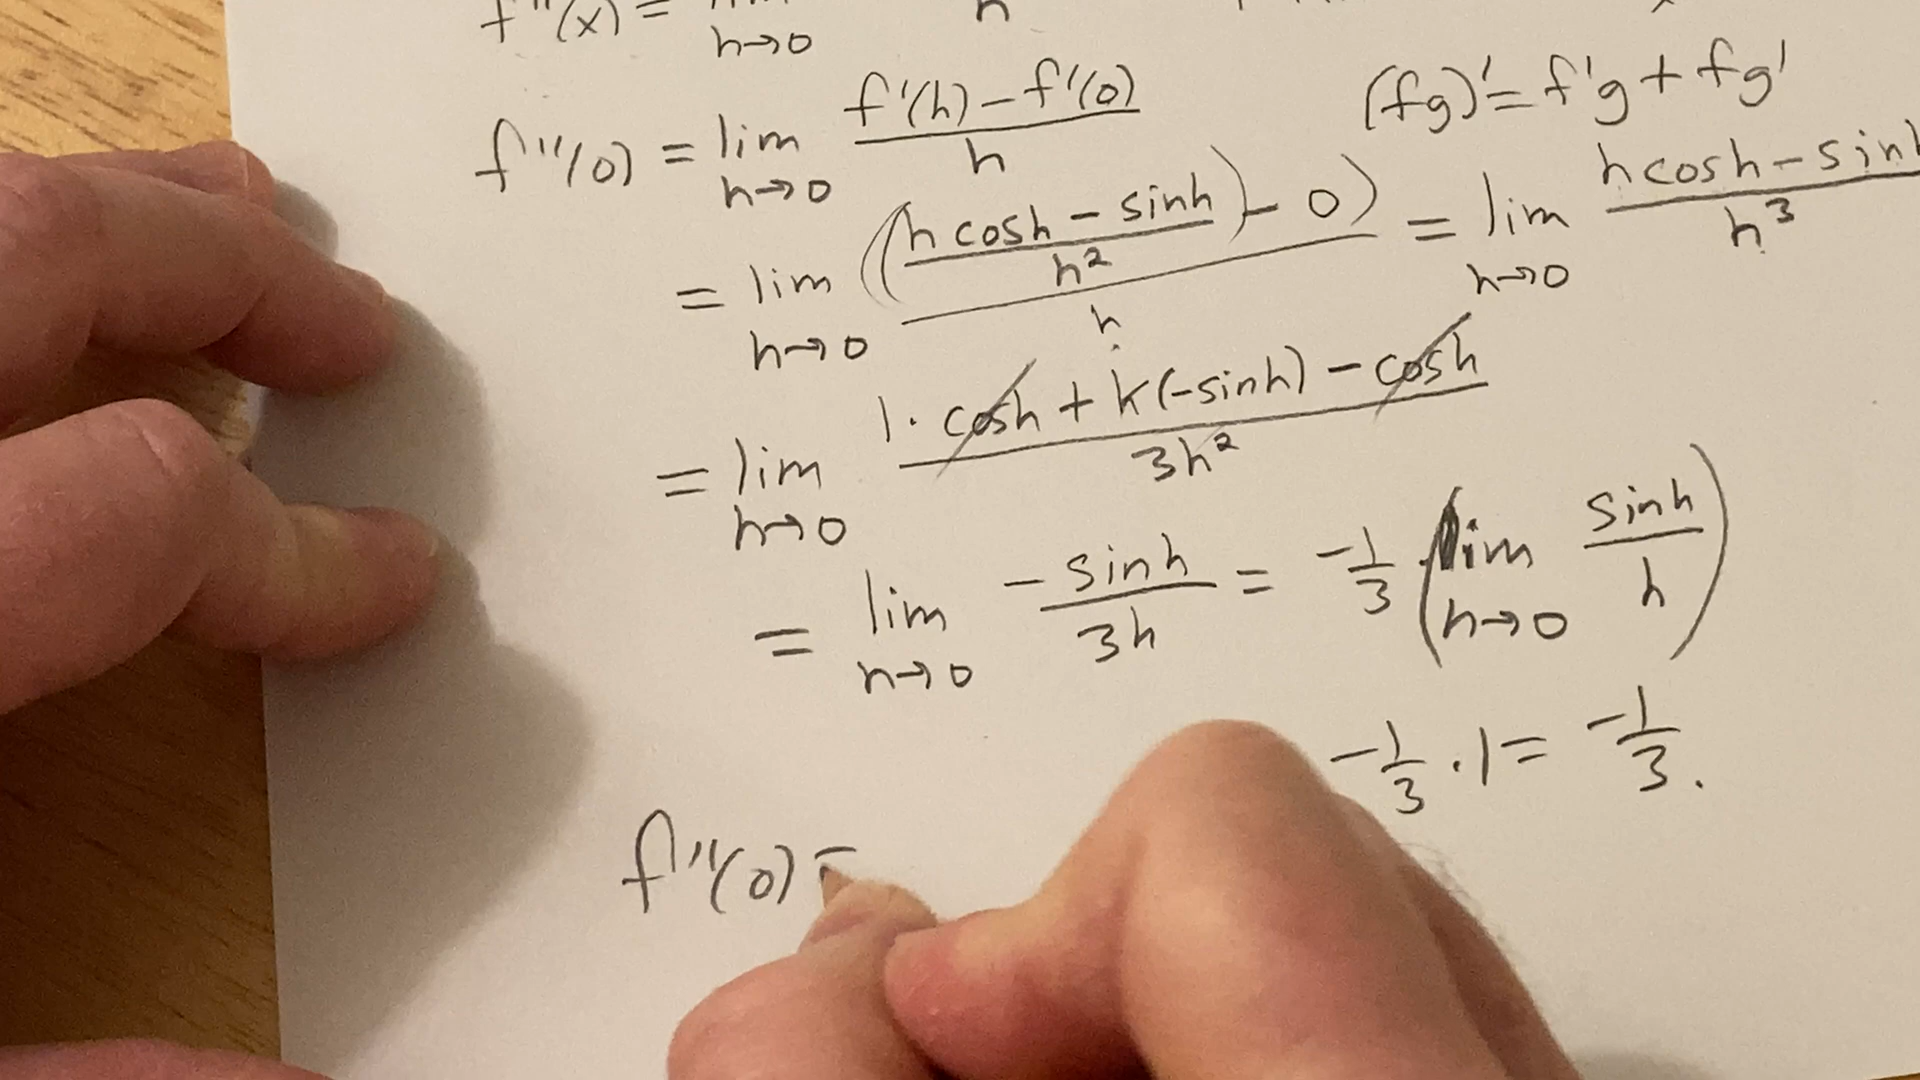 f''(x) = lim h→0 h
f''(0) = lim h→0 f'(h) - f'(0) / h
(fg)' = f'g + fg'
= lim h→0 ((h cos h - sin h / h²) - 0) / h = lim h→0 h cos h - sin h / h³
= lim h→0 1 · cos h + h(-sin h) - cos h / 3h²
= lim h→0 -sin h / 3h = -1/3 (lim h→0 sin h / h)
-1/3 · 1 = -1/3.
f''(0) =